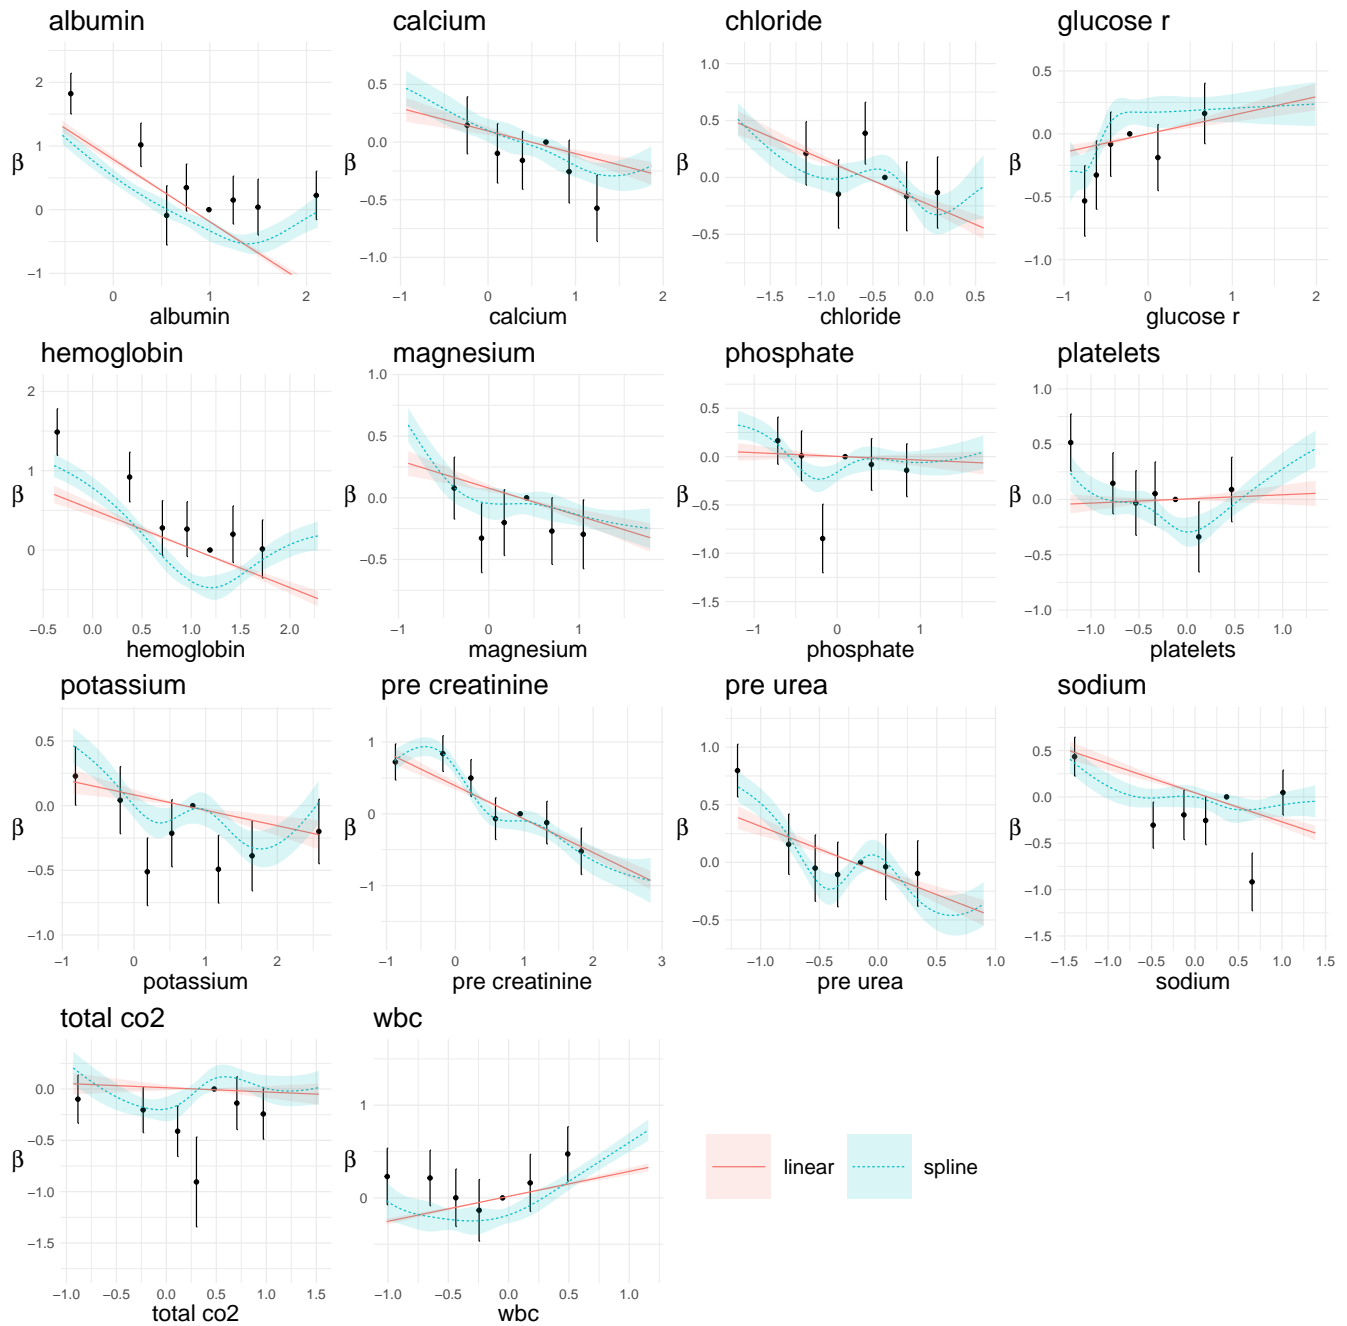 albumin
calcium
chloride
glucose r
2
1
0
−1
β
0
1
2
albumin
0.5
0.0
−0.5
−1.0
β
−1
0
1
2
calcium
1.0
0.5
0.0
−0.5
β
−1.5
−1.0
−0.5
0.0
0.5
chloride
0.5
0.0
−0.5
−1.0
β
−1
0
1
2
glucose r
hemoglobin
magnesium
phosphate
platelets
2
1
0
β
−0.5
0.0
0.5
1.0
1.5
2.0
hemoglobin
1.0
0.5
0.0
−0.5
β
−1
0
1
magnesium
0.5
0.0
−0.5
−1.0
−1.5
β
−1
0
1
phosphate
1.0
0.5
0.0
−0.5
−1.0
β
−1.0
−0.5
0.0
0.5
1.0
platelets
potassium
pre creatinine
pre urea
sodium
0.5
0.0
−0.5
−1.0
β
−1
0
1
2
potassium
1
0
−1
β
−1
0
1
2
3
pre creatinine
1.0
0.5
0.0
−0.5
β
−1.0
−0.5
0.0
0.5
1.0
pre urea
0.5
0.0
−0.5
−1.0
−1.5
β
−1.5
−1.0
−0.5
0.0
0.5
1.0
1.5
sodium
total co2
wbc
0.0
−0.5
−1.0
−1.5
β
−1.0
−0.5
0.0
0.5
1.0
1.5
total co2
1
0
β
−1.0
−0.5
0.0
0.5
1.0
wbc
linear
spline